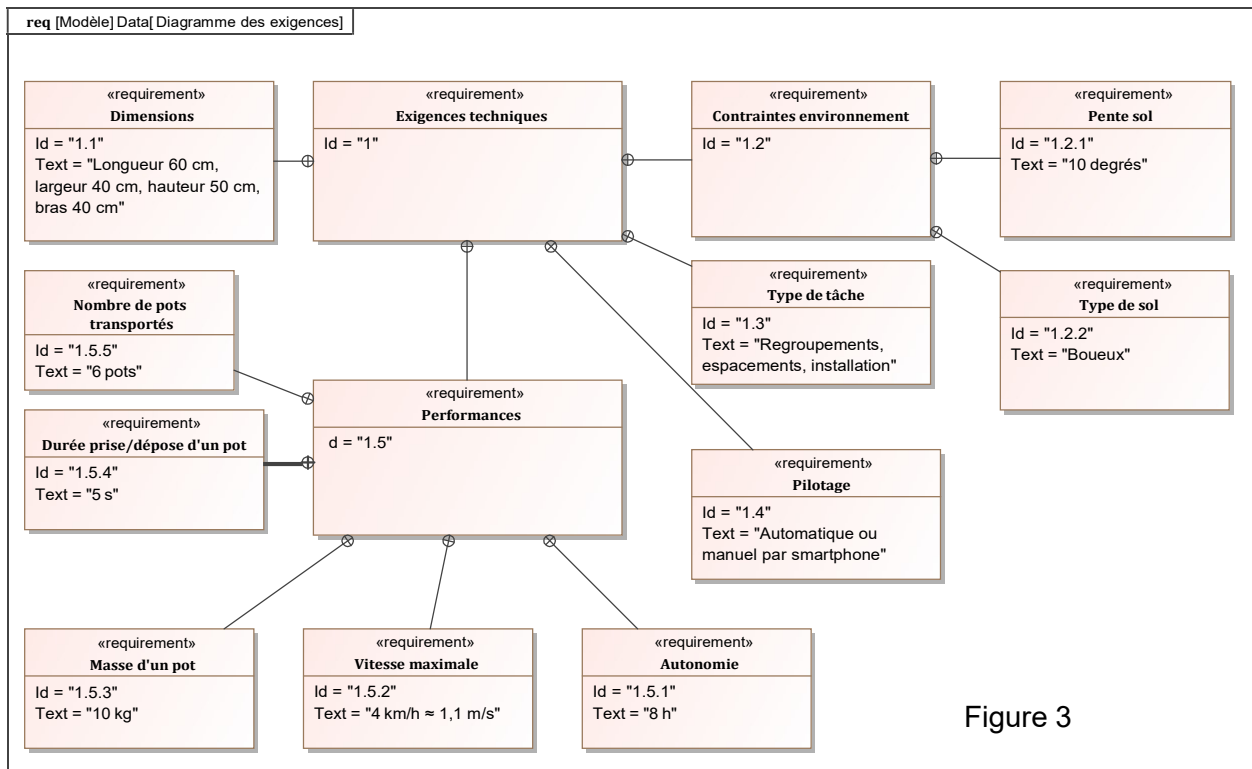 req [Modèle] Data[ Diagramme des exigences]
«requirement»
Dimensions
Id = "1.1"
Text = "Longueur 60 cm,
largeur 40 cm, hauteur 50 cm,
bras 40 cm"
«requirement»
Exigences techniques
Id = "1"
«requirement»
Contraintes environnement
Id = "1.2"
«requirement»
Pente sol
Id = "1.2.1"
Text = "10 degrés"
«requirement»
Nombre de pots
transportés
Id = "1.5.5"
Text = "6 pots"
«requirement»
Type de tâche
Id = "1.3"
Text = "Regroupements,
espacements, installation"
«requirement»
Type de sol
Id = "1.2.2"
Text = "Boueux"
«requirement»
Durée prise/dépose d'un pot
Id = "1.5.4"
Text = "5 s"
«requirement»
Performances
d = "1.5"
«requirement»
Pilotage
Id = "1.4"
Text = "Automatique ou
manuel par smartphone"
«requirement»
Masse d'un pot
Id = "1.5.3"
Text = "10 kg"
«requirement»
Vitesse maximale
Id = "1.5.2"
Text = "4 km/h ≈ 1,1 m/s"
«requirement»
Autonomie
Id = "1.5.1"
Text = "8 h"
Figure 3